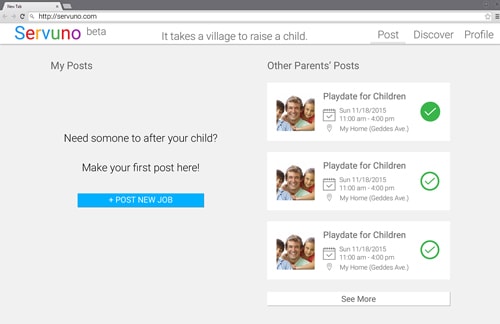 New Tab
http://servuno.com
Servuno beta
It takes a village to raise a child.
Post Discover Profile
My Posts
Need somone to after your child?
Make your first post here!
+ POST NEW JOB
Other Parents' Posts
Playdate for Children
Sun 11/18/2015
11:00 am - 4:00 pm
My Home (Geddes Ave.)
Playdate for Children
Sun 11/18/2015
11:00 am - 4:00 pm
My Home (Geddes Ave.)
Playdate for Children
Sun 11/18/2015
11:00 am - 4:00 pm
My Home (Geddes Ave.)
See More